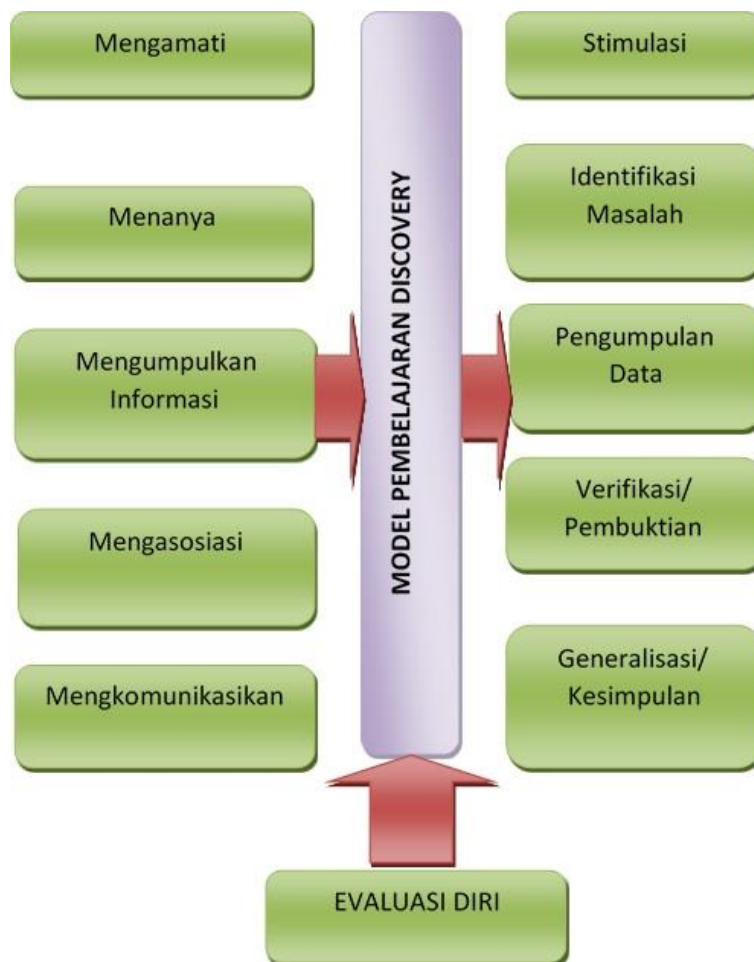 Mengamati
Menanya
Mengumpulkan
Informasi
Mengasosiasi
Mengkomunikasikan
MODEL PEMBELAJARAN DISCOVERY
Stimulasi
Identifikasi
Masalah
Pengumpulan
Data
Verifikasi/
Pembuktian
Generalisasi/
Kesimpulan
EVALUASI DIRI